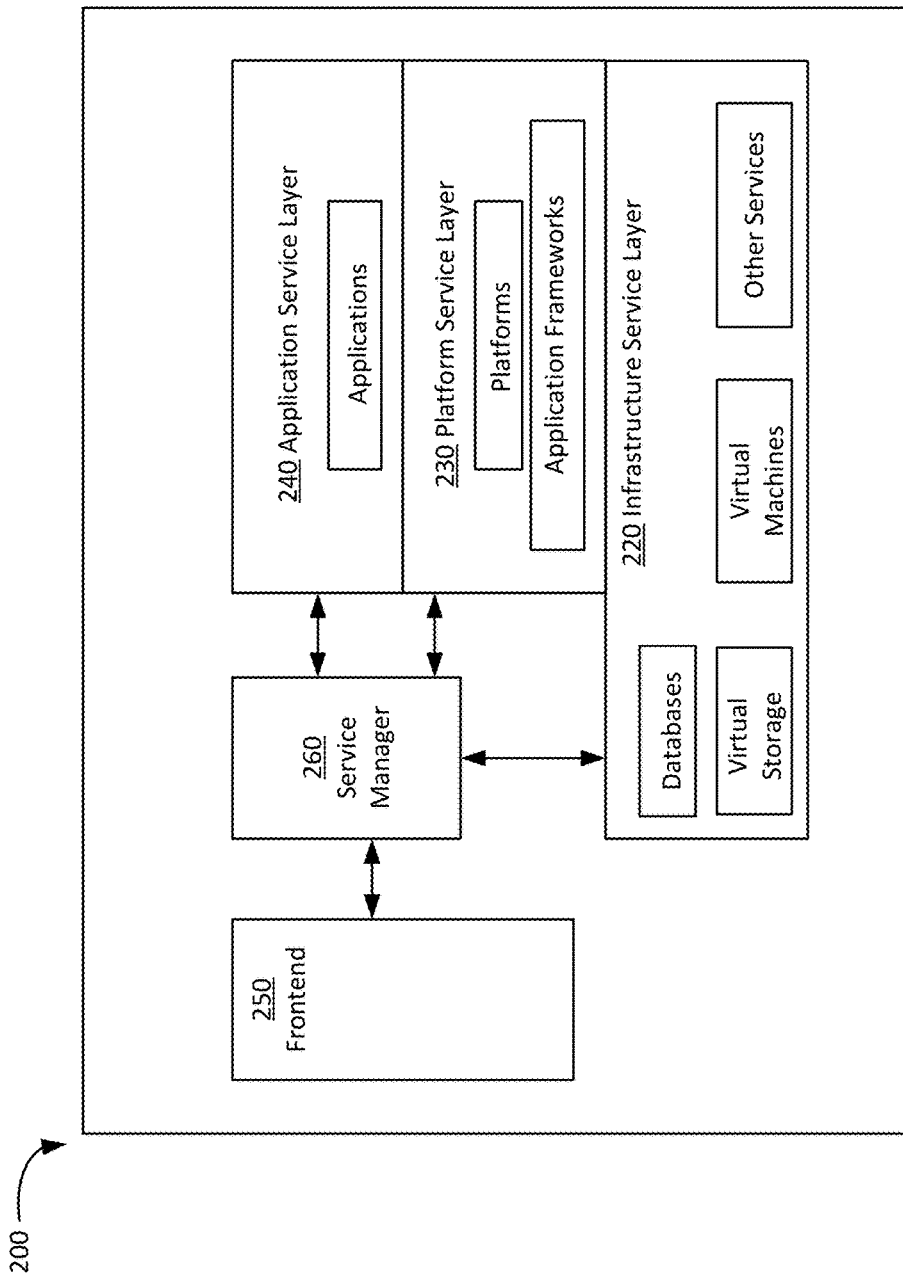 200
250
Frontend
260
Service
Manager
240 Application Service Layer
Applications
230 Platform Service Layer
Platforms
Application Frameworks
220 Infrastructure Service Layer
Databases
Virtual
Storage
Virtual
Machines
Other Services